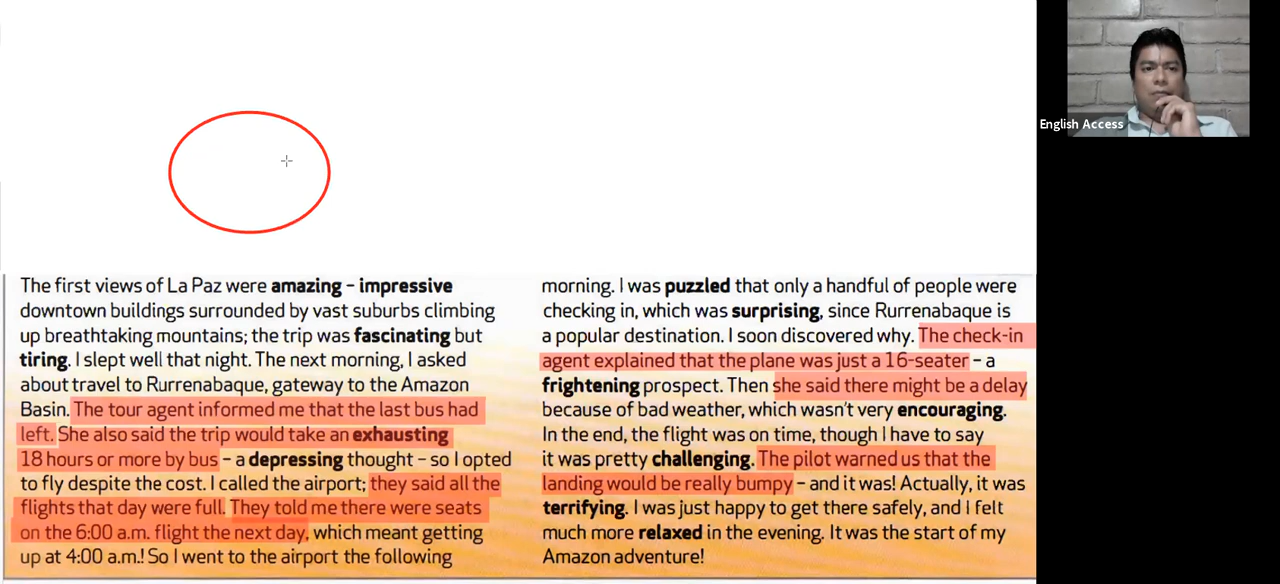 The first views of La Paz were amazing – impressive
downtown buildings surrounded by vast suburbs climbing
up breathtaking mountains; the trip was fascinating but
tiring. I slept well that night. The next morning, I asked
about travel to Rurrenabaque, gateway to the Amazon
Basin. The tour agent informed me that the last bus had
left. She also said the trip would take an exhausting
18 hours or more by bus – a depressing thought – so I opted
to fly despite the cost. I called the airport; they said all the
flights that day were full. They told me there were seats
on the 6:00 a.m. flight the next day, which meant getting
up at 4:00 a.m.! So I went to the airport the following
morning. I was puzzled that only a handful of people were
checking in, which was surprising, since Rurrenabaque is
a popular destination. I soon discovered why. The check-in
agent explained that the plane was just a 16-seater – a
frightening prospect. Then she said there might be a delay
because of bad weather, which wasn't very encouraging.
In the end, the flight was on time, though I have to say
it was pretty challenging. The pilot warned us that the
landing would be really bumpy – and it was! Actually, it was
terrifying. I was just happy to get there safely, and I felt
much more relaxed in the evening. It was the start of my
Amazon adventure!
English Access